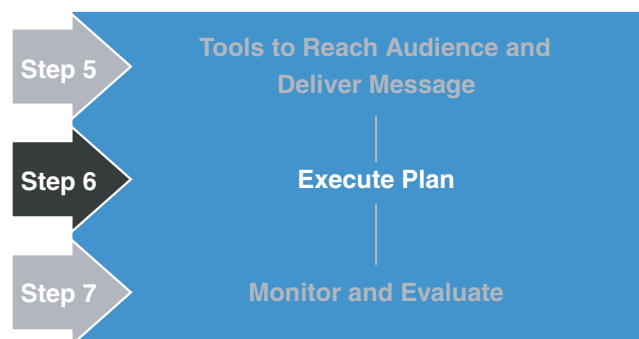 Step 5
Tools to Reach Audience and
Deliver Message
Step 6
Execute Plan
Step 7
Monitor and Evaluate